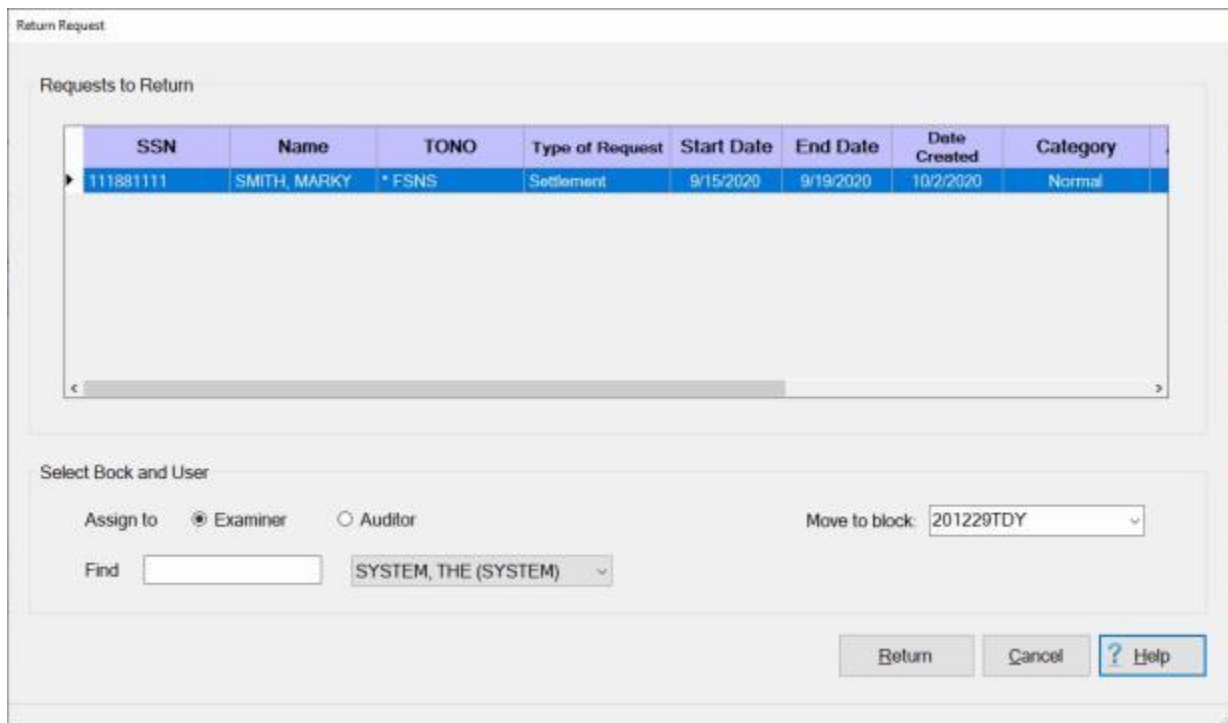 Return Request
Requests to Return
SSN Name TONO Type of Request Start Date End Date Date Created Category
111881111 SMITH, MARKY * FSNS Settlement 9/15/2020 9/19/2020 10/2/2020 Normal
Select Bock and User
Assign to Examiner Auditor Move to block: 201229TDY
Find SYSTEM, THE (SYSTEM)
Return Cancel ? Help